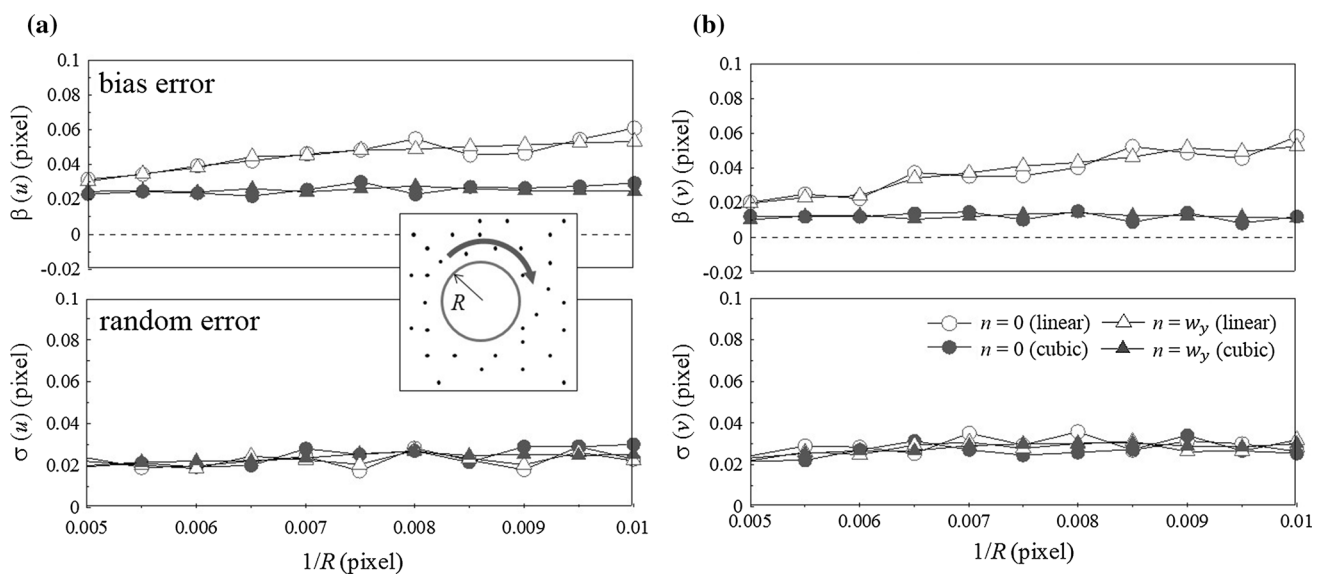 (a)
(b)
bias error
β (u) (pixel)
0.1
0.08
0.06
0.04
0.02
0
-0.02
β (v) (pixel)
0.1
0.08
0.06
0.04
0.02
0
-0.02
R
random error
σ (u) (pixel)
0.1
0.08
0.06
0.04
0.02
0
0.005 0.006 0.007 0.008 0.009 0.01
1/R (pixel)
σ (v) (pixel)
0.1
0.08
0.06
0.04
0.02
0
n = 0 (linear) n = wy (linear)
n = 0 (cubic) n = wy (cubic)
0.005 0.006 0.007 0.008 0.009 0.01
1/R (pixel)